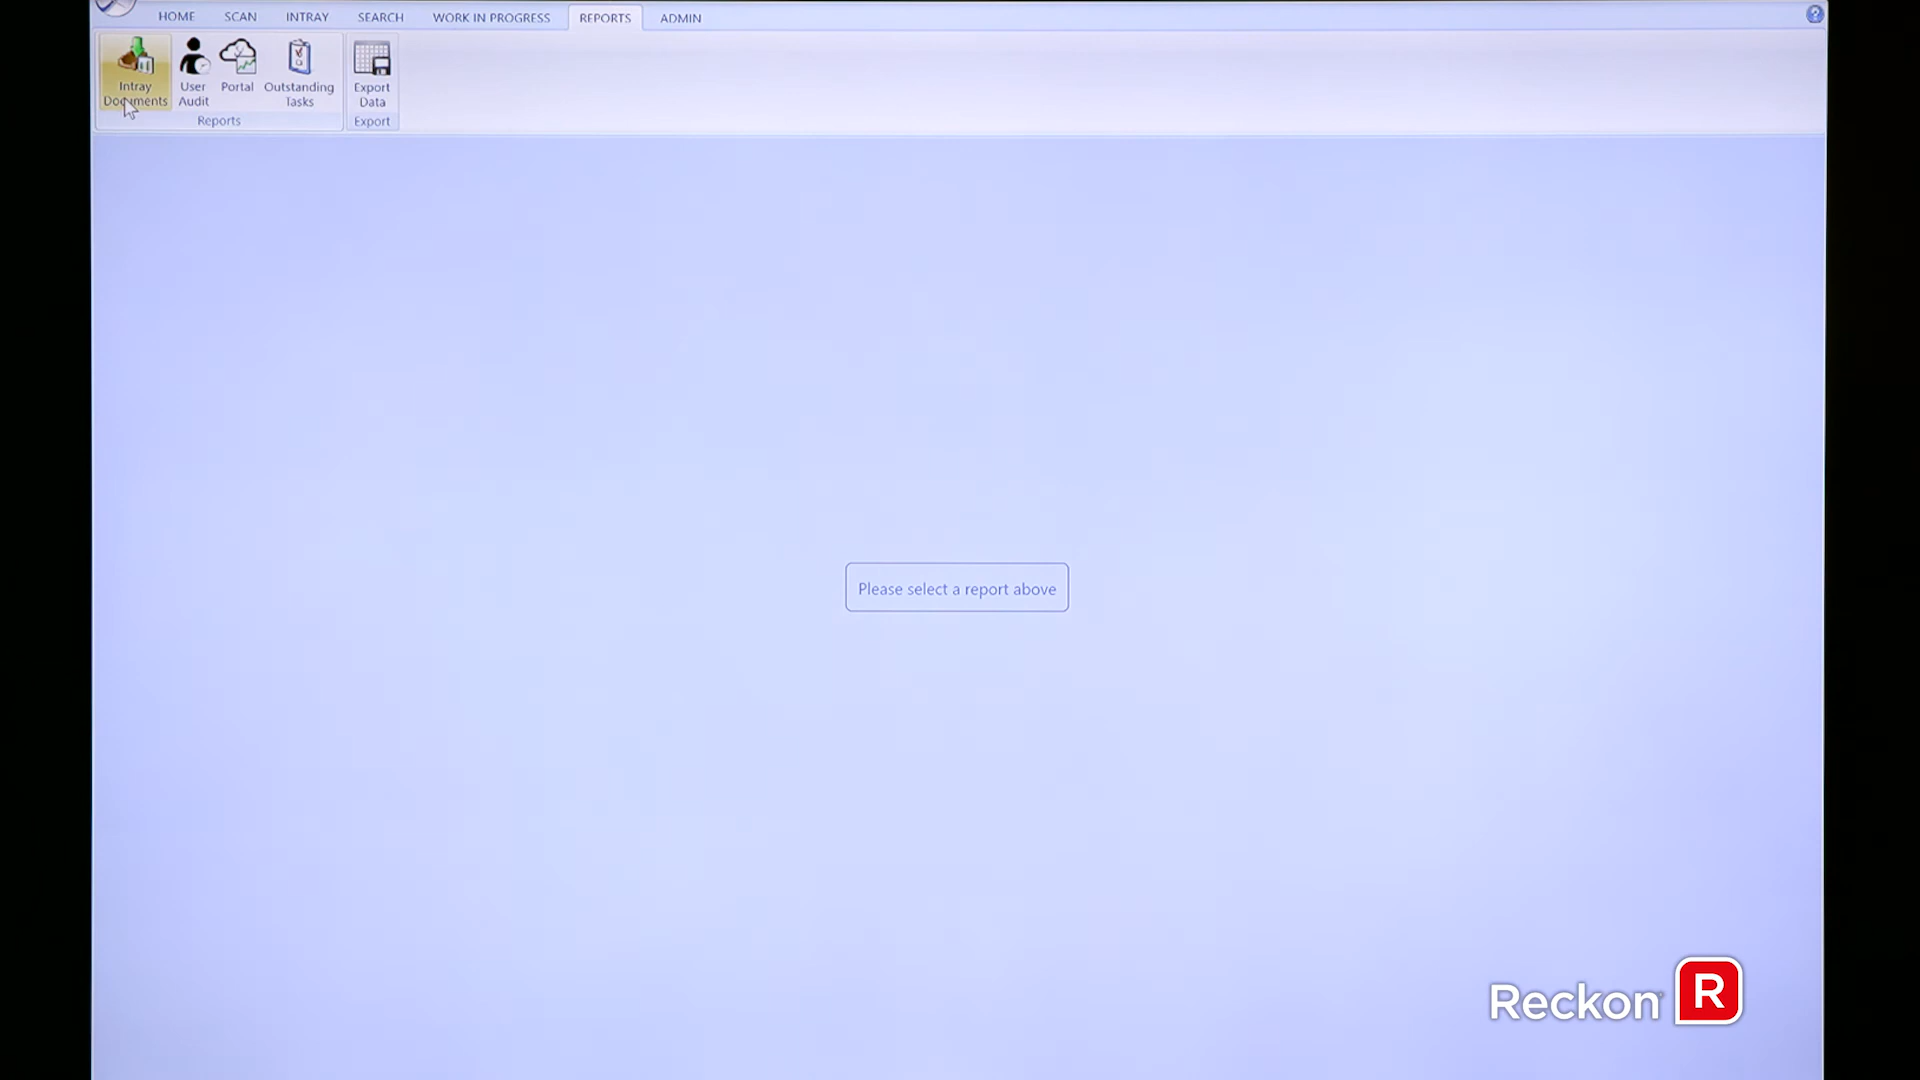 HOME SCAN INTRAY SEARCH WORK IN PROGRESS REPORTS ADMIN
Intray Documents
User Audit
Portal
Outstanding Tasks
Export Data
Reports
Export
Please select a report above
Reckon R